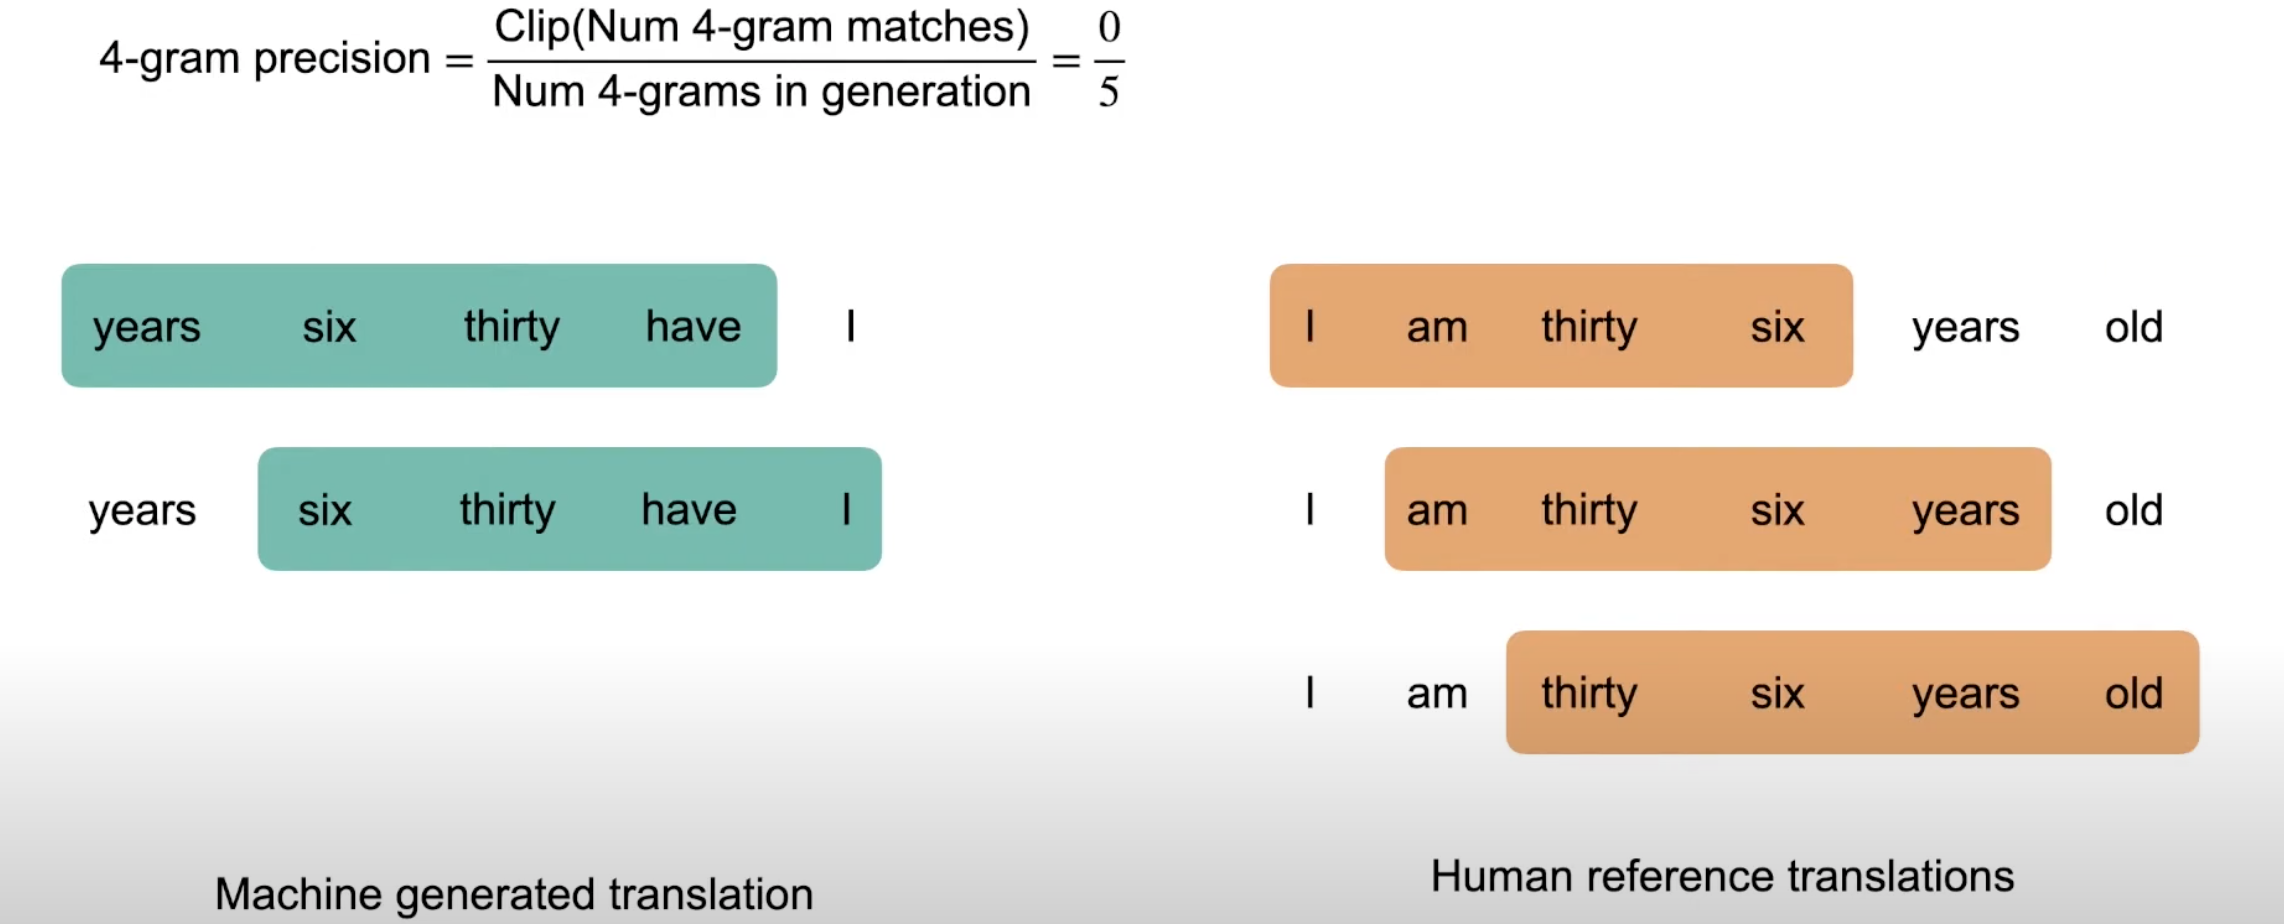 4-gram precision = Clip(Num 4-gram matches) / Num 4-grams in generation = 0 / 5
years six thirty have I
I am thirty six years old
years six thirty have I
I am thirty six years old
I am thirty six years old
Machine generated translation
Human reference translations